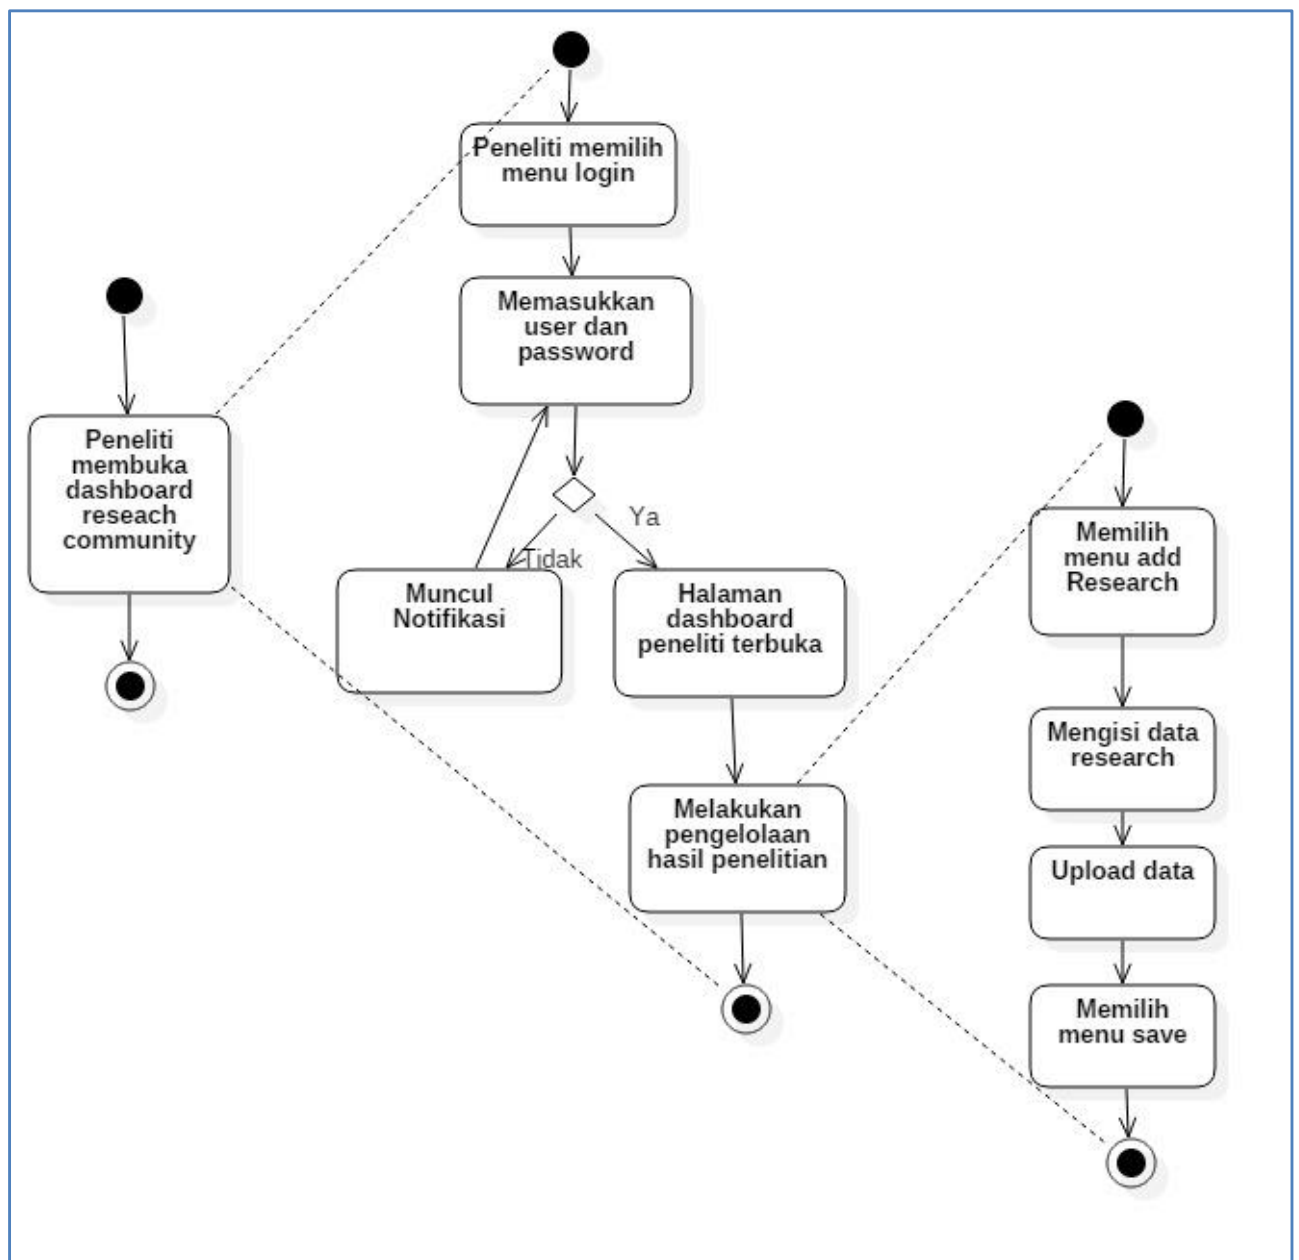 Peneliti memilih
menu login
Memasukkan
user dan
password
Peneliti
membuka
dashboard
reseach
community
Ya
Tidak
Muncul
Notifikasi
Halaman
dashboard
peneliti terbuka
Melakukan
pengelolaan
hasil penelitian
Memilih
menu add
Research
Mengisi data
research
Upload data
Memilih
menu save